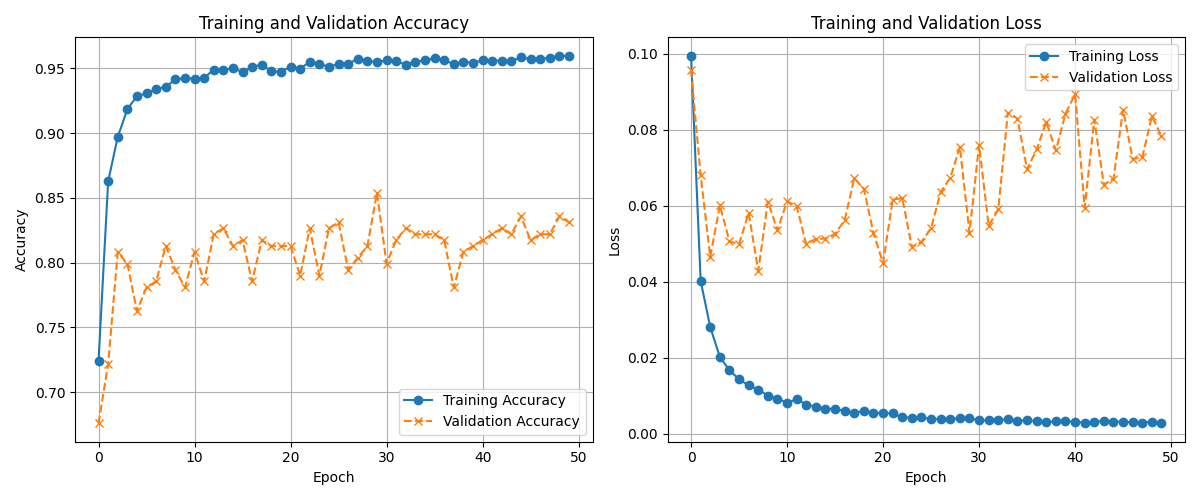 Training and Validation Accuracy
Accuracy
0.95
0.90
0.85
0.80
0.75
0.70
0
10
20
30
40
50
Epoch
Training Accuracy
Validation Accuracy
Training and Validation Loss
Loss
0.10
0.08
0.06
0.04
0.02
0.00
0
10
20
30
40
50
Epoch
Training Loss
Validation Loss